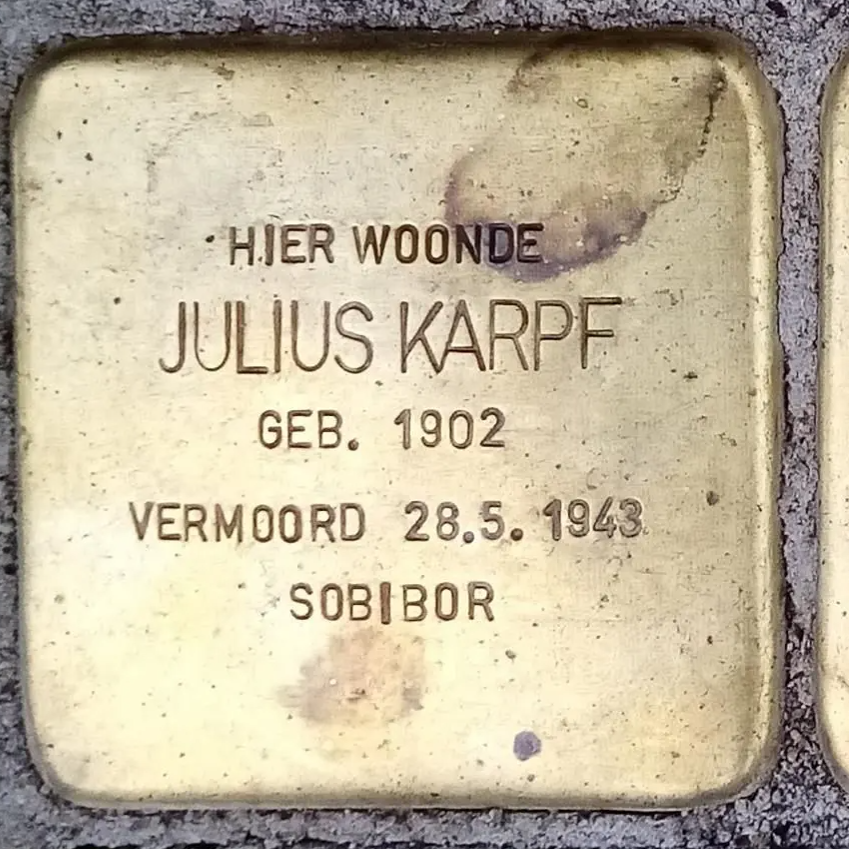 HIER WOONDE
JULIUS KARPF
GEB. 1902
VERMOORD 28.5.1943
SOBIBOR